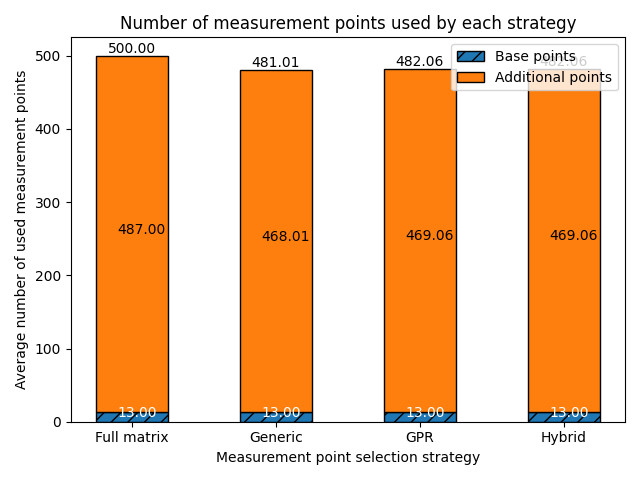 Number of measurement points used by each strategy
Average number of used measurement points
500
400
300
200
100
0
500.00
481.01
482.06
482.06
Base points
Additional points
487.00
468.01
469.06
469.06
13.00
13.00
13.00
13.00
Full matrix
Generic
GPR
Hybrid
Measurement point selection strategy